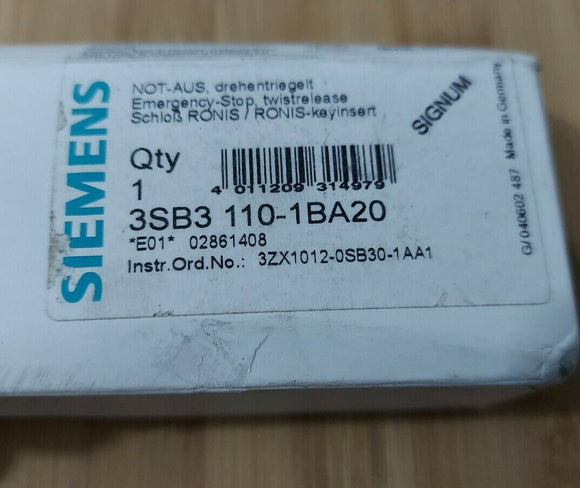 SIEMENS
NOT-AUS, drehentriegelt
Emergency-Stop, twistrelease
Schloß RONIS / RONIS-keyinsert
SIGNUM
Made in Germany
G/ 040602 487
Qty
1
4 011209 314979
3SB3 110-1BA20
*E01* 02861408
Instr.Ord.No.: 3ZX1012-0SB30-1AA1